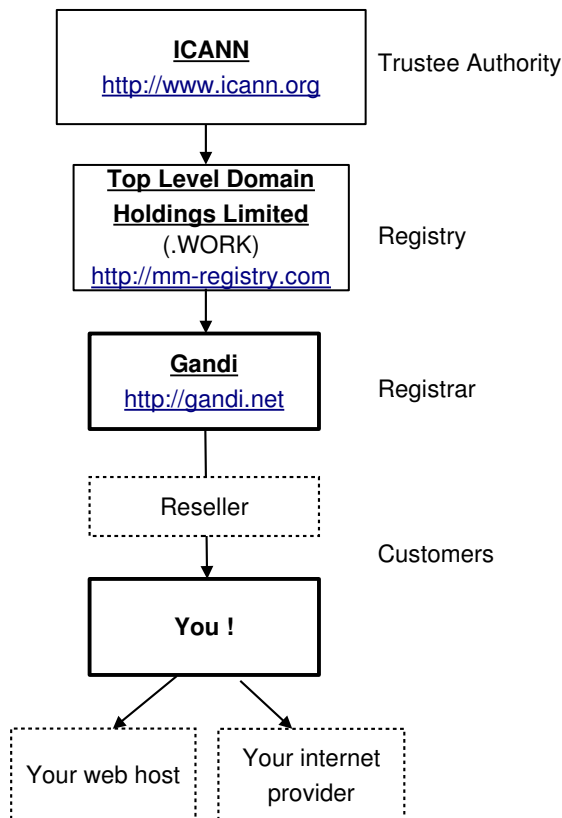 ICANN
http://www.icann.org
Trustee Authority
Top Level Domain
Holdings Limited
(.WORK)
http://mm-registry.com
Registry
Gandi
http://gandi.net
Registrar
Reseller
Customers
You !
Your web host
Your internet
provider